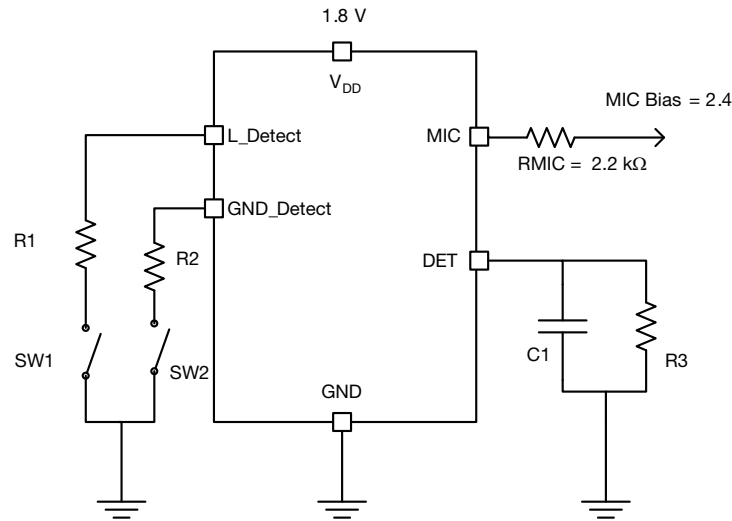 1.8 V
VDD
MIC Bias = 2.4
L_Detect
MIC
RMIC = 2.2 kΩ
GND_Detect
R1
R2
DET
SW1
SW2
C1
R3
GND